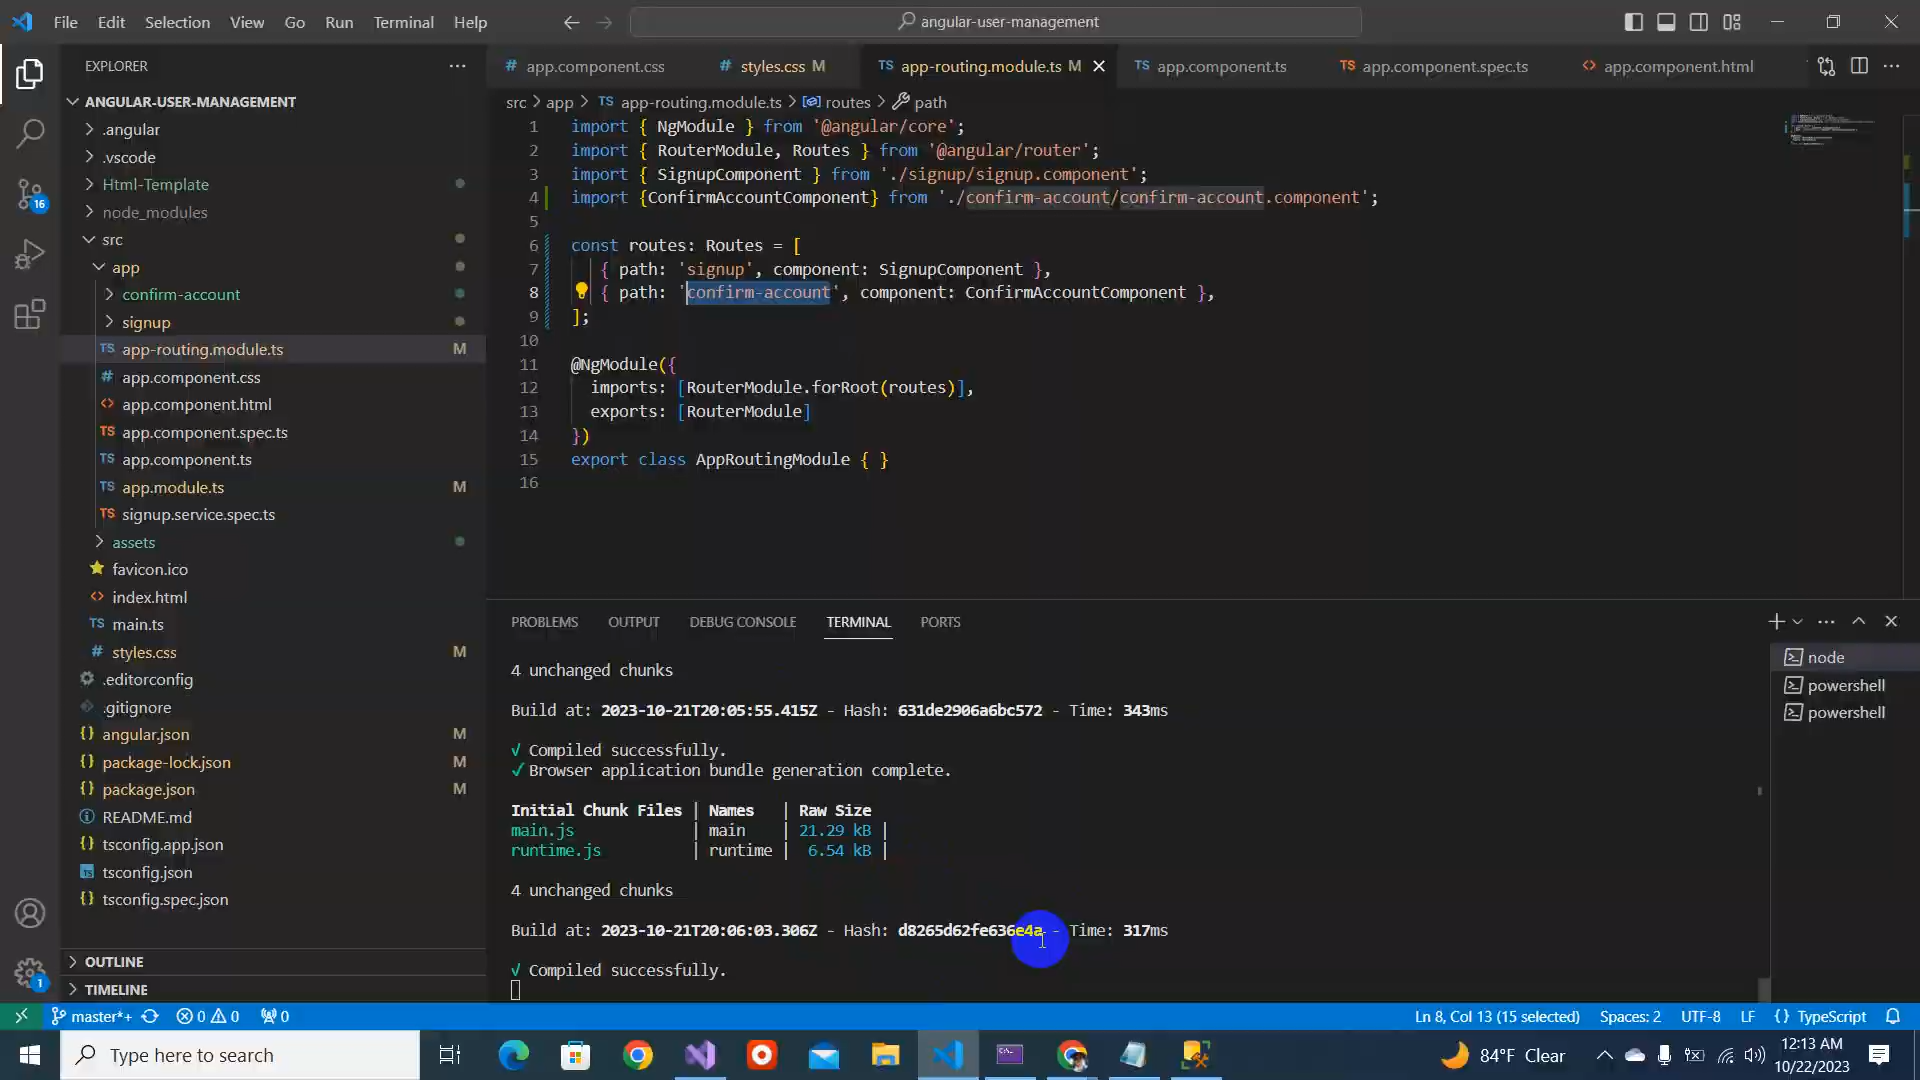 File Edit Selection View Go Run Terminal Help
angular-user-management
EXPLORER
ANGULAR-USER-MANAGEMENT
.angular
.vscode
Html-Template
node_modules
src
app
confirm-account
signup
TS app-routing.module.ts M
# app.component.css
<> app.component.html
TS app.component.spec.ts
TS app.component.ts
TS app.module.ts M
TS signup.service.spec.ts
assets
favicon.ico
<> index.html
TS main.ts
# styles.css M
.editorconfig
.gitignore
{} angular.json M
{} package-lock.json M
{} package.json M
README.md
{} tsconfig.app.json
tsconfig.json
{} tsconfig.spec.json
OUTLINE
TIMELINE
16
1
# app.component.css # styles.css M TS app-routing.module.ts M TS app.component.ts TS app.component.spec.ts <> app.component.html
src > app > TS app-routing.module.ts > routes > path
1 import { NgModule } from '@angular/core';
2 import { RouterModule, Routes } from '@angular/router';
3 import { SignupComponent } from './signup/signup.component';
4 import {ConfirmAccountComponent} from './confirm-account/confirm-account.component';
5
6 const routes: Routes = [
7 { path: 'signup', component: SignupComponent },
8 { path: 'confirm-account', component: ConfirmAccountComponent },
9 ];
10
11 @NgModule({
12 imports: [RouterModule.forRoot(routes)],
13 exports: [RouterModule]
14 })
15 export class AppRoutingModule { }
16
PROBLEMS OUTPUT DEBUG CONSOLE TERMINAL PORTS
4 unchanged chunks
Build at: 2023-10-21T20:05:55.415Z - Hash: 631de2906a6bc572 - Time: 343ms
√ Compiled successfully.
✓ Browser application bundle generation complete.
Initial Chunk Files | Names | Raw Size
main.js | main | 21.29 kB |
runtime.js | runtime | 6.54 kB |
4 unchanged chunks
Build at: 2023-10-21T20:06:03.306Z - Hash: d8265d62fe636e4a - Time: 317ms
√ Compiled successfully.
node
powershell
powershell
master*+ 0 0 0 Ln 8, Col 13 (15 selected) Spaces: 2 UTF-8 LF {} TypeScript
Type here to search
84°F Clear
12:13 AM
10/22/2023